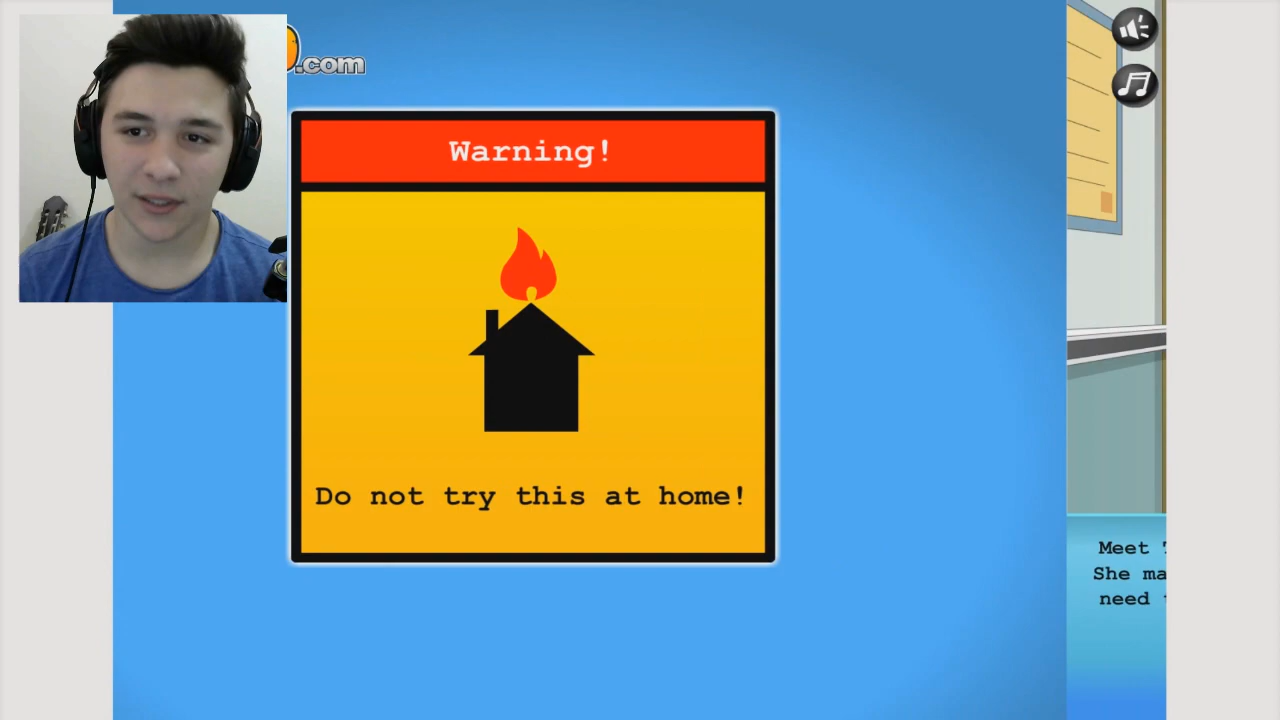 .com
Warning!
Do not try this at home!
Meet
She ma
need